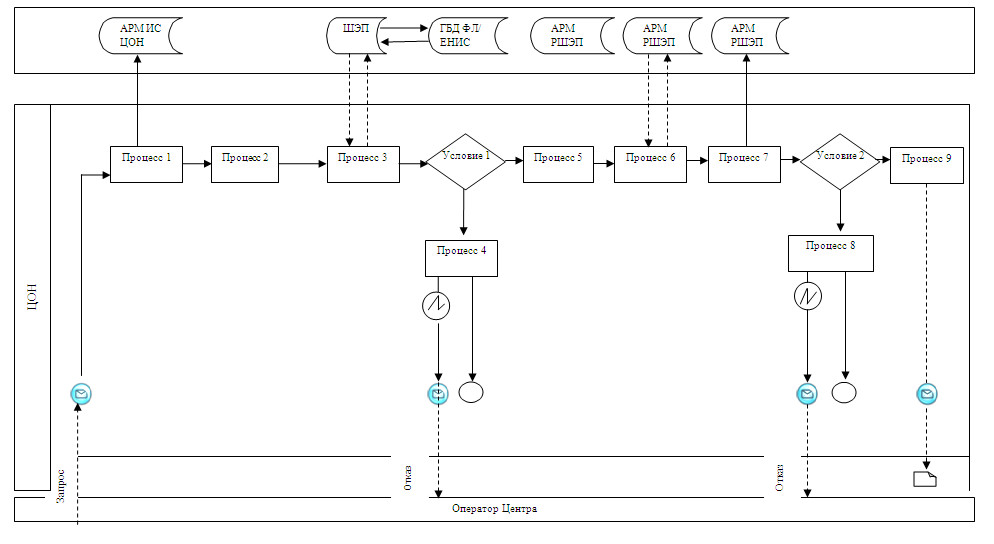 АРМ ИС
ЦОН
ШЭП
ГБД ФЛ/
ЕНИС
АРМ
РШЭП
АРМ
РШЭП
АРМ
РШЭП
Процесс 1
Процесс 2
Процесс 3
Условие 1
Процесс 5
Процесс 6
Процесс 7
Условие 2
Процесс 9
Процесс 4
Процесс 8
ЦОН
Запрос
Отказ
Отказ
Оператор Центра